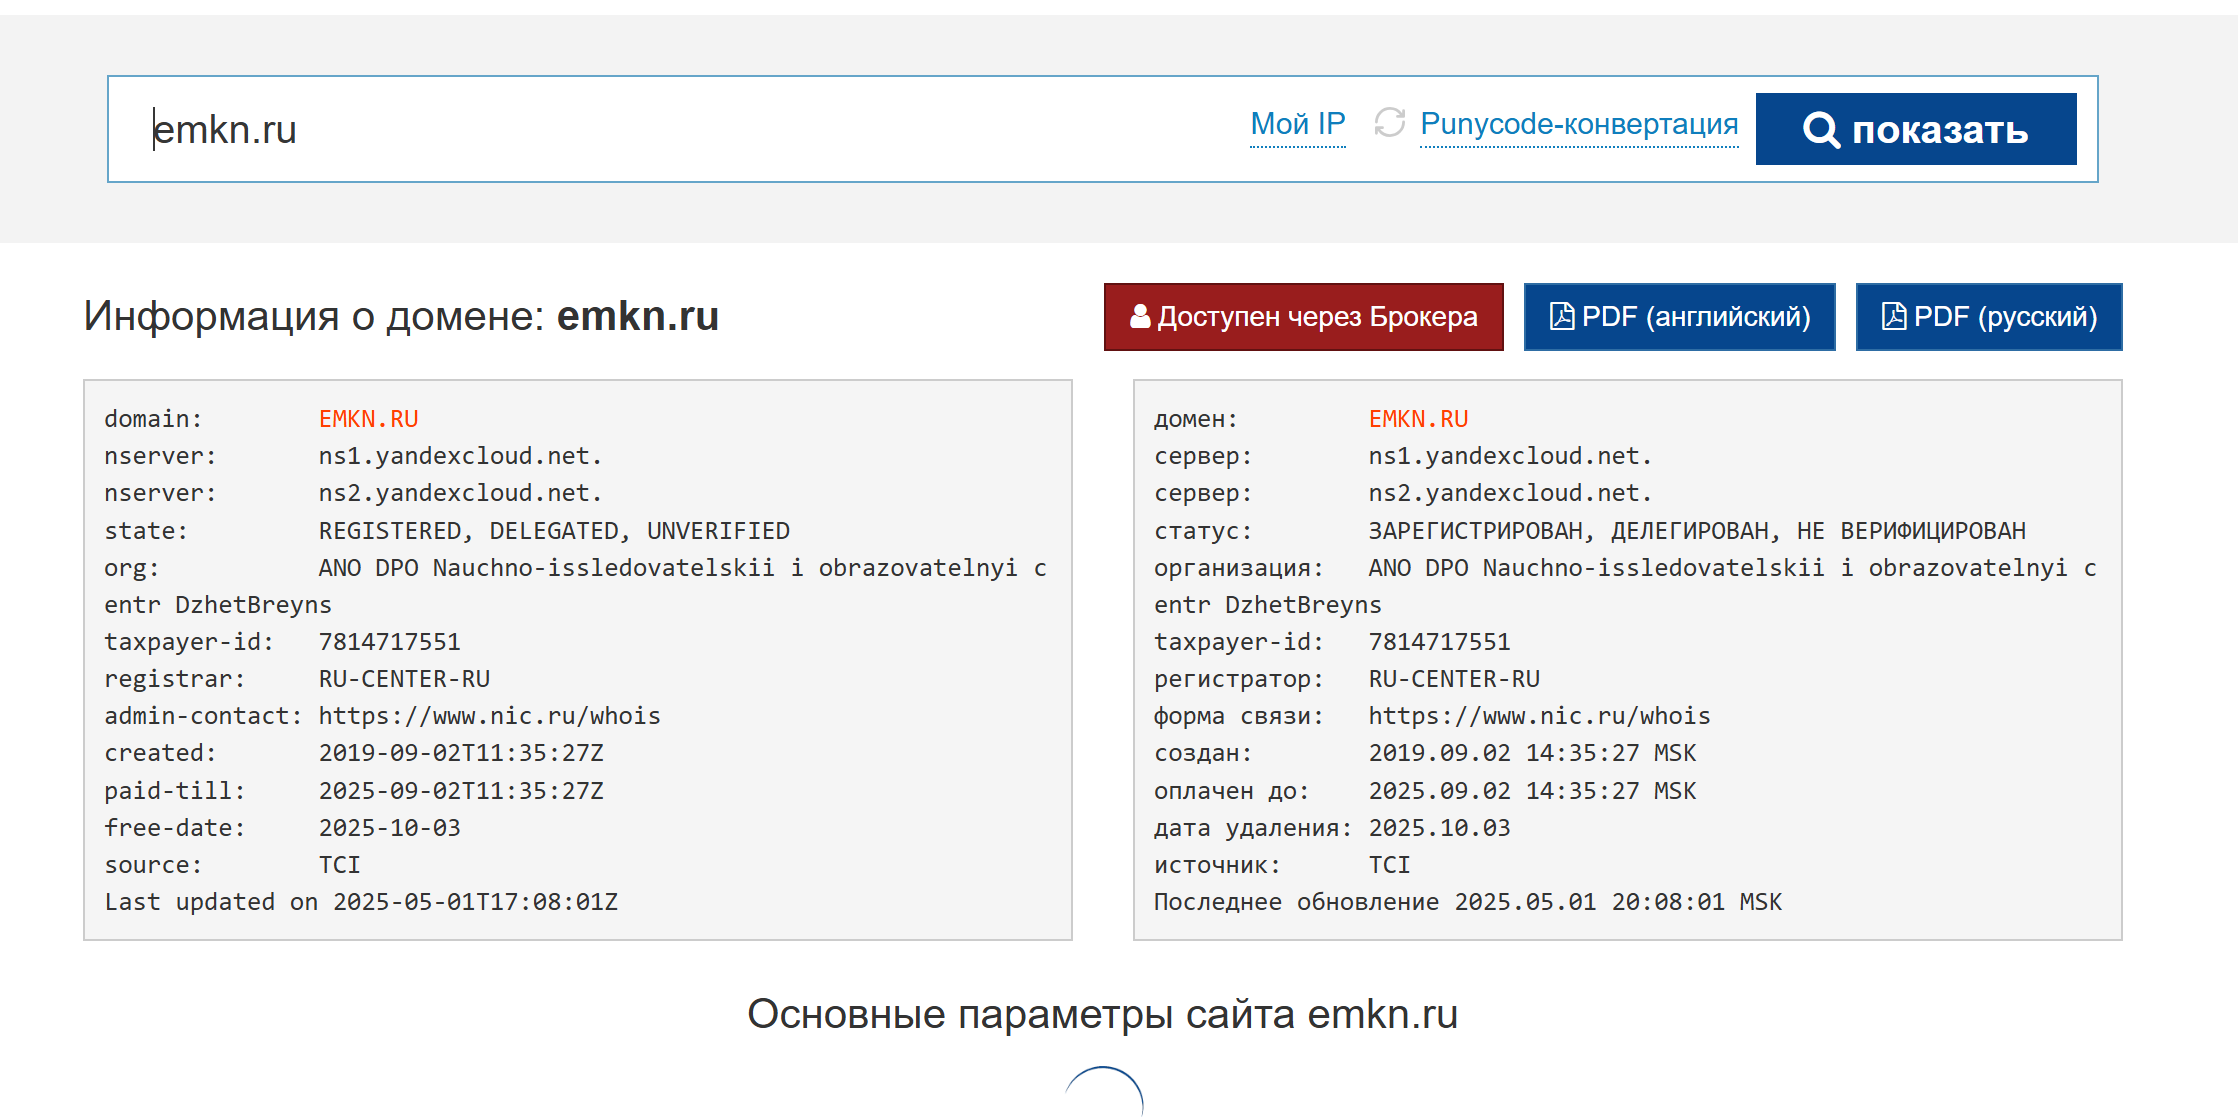 emkn.ru
Мой IP Punycode-конвертация показать
Информация о домене: emkn.ru
Доступен через Брокера PDF (английский) PDF (русский)
domain: EMKN.RU
nserver: ns1.yandexcloud.net.
nserver: ns2.yandexcloud.net.
state: REGISTERED, DELEGATED, UNVERIFIED
org: ANO DPO Nauchno-issledovatelskii i obrazovatelnyi c
entr DzhetBreyns
taxpayer-id: 7814717551
registrar: RU-CENTER-RU
admin-contact: https://www.nic.ru/whois
created: 2019-09-02T11:35:27Z
paid-till: 2025-09-02T11:35:27Z
free-date: 2025-10-03
source: TCI
Last updated on 2025-05-01T17:08:01Z
домен: EMKN.RU
сервер: ns1.yandexcloud.net.
сервер: ns2.yandexcloud.net.
статус: ЗАРЕГИСТРИРОВАН, ДЕЛЕГИРОВАН, НЕ ВЕРИФИЦИРОВАН
организация: ANO DPO Nauchno-issledovatelskii i obrazovatelnyi c
entr DzhetBreyns
taxpayer-id: 7814717551
регистратор: RU-CENTER-RU
форма связи: https://www.nic.ru/whois
создан: 2019.09.02 14:35:27 MSK
оплачен до: 2025.09.02 14:35:27 MSK
дата удаления: 2025.10.03
источник: TCI
Последнее обновление 2025.05.01 20:08:01 MSK
Основные параметры сайта emkn.ru